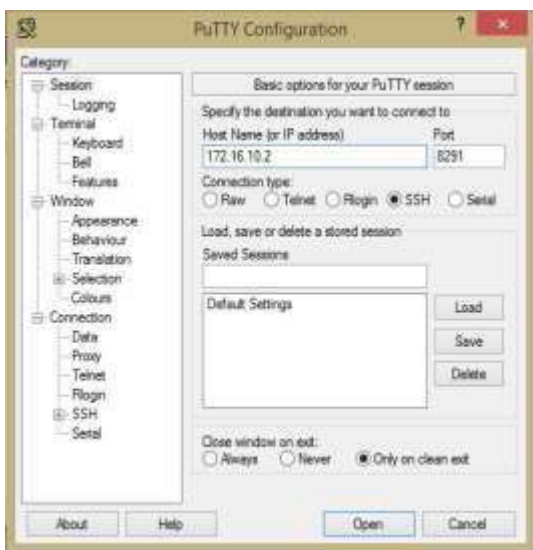 PuTTY Configuration
?
Category:
Session
Logging
Terminal
Keyboard
Bell
Features
Window
Appearance
Behaviour
Translation
Selection
Colours
Connection
Data
Proxy
Telnet
Rlogin
SSH
Serial
Basic options for your PuTTY session
Specify the destination you want to connect to
Host Name (or IP address) Port
172.16.10.2 8291
Connection type:
Raw Telnet Rlogin SSH Serial
Load, save or delete a stored session
Saved Sessions
Default Settings
Load
Save
Delete
Close window on exit:
Always Never Only on clean exit
About Help Open Cancel